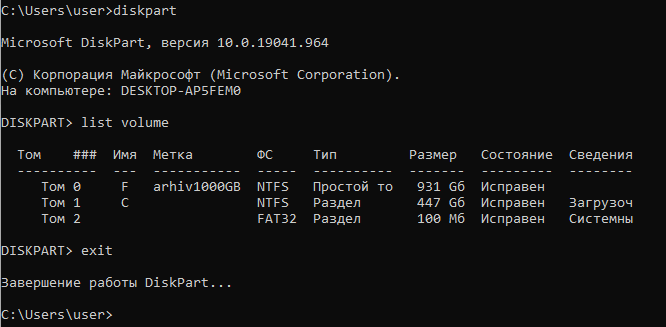 C:\Users\user>diskpart
Microsoft DiskPart, версия 10.0.19041.964
(C) Корпорация Майкрософт (Microsoft Corporation).
На компьютере: DESKTOP-AP5FEM0
DISKPART> list volume
  Том    ###  Имя  Метка        ФС     Тип         Размер   Состояние  Сведения
  ----------  ---  -----------  -----  ----------  -------  ---------  --------
     Том 0     F   arhiv1000GB  NTFS   Простой то   931 Gб  Исправен
     Том 1     C                NTFS   Раздел       447 Gб  Исправен   Загрузоч
     Том 2                      FAT32  Раздел       100 Mб  Исправен   Системны
DISKPART> exit
Завершение работы DiskPart...
C:\Users\user>